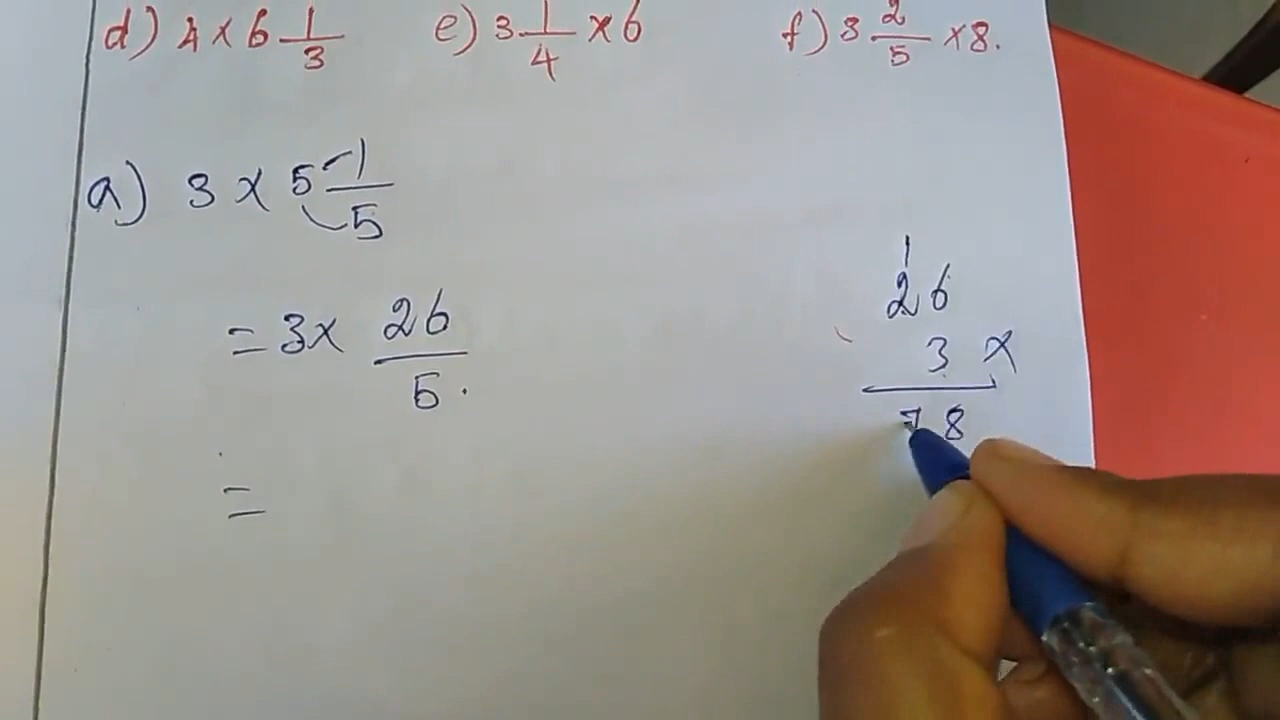 d) 4 x 6 1/3 e) 3 1/4 x 6 f) 3 2/5 x 8.
a) 3 x 5 1/5
= 3x 26/5.
=
1
26
3 x
78